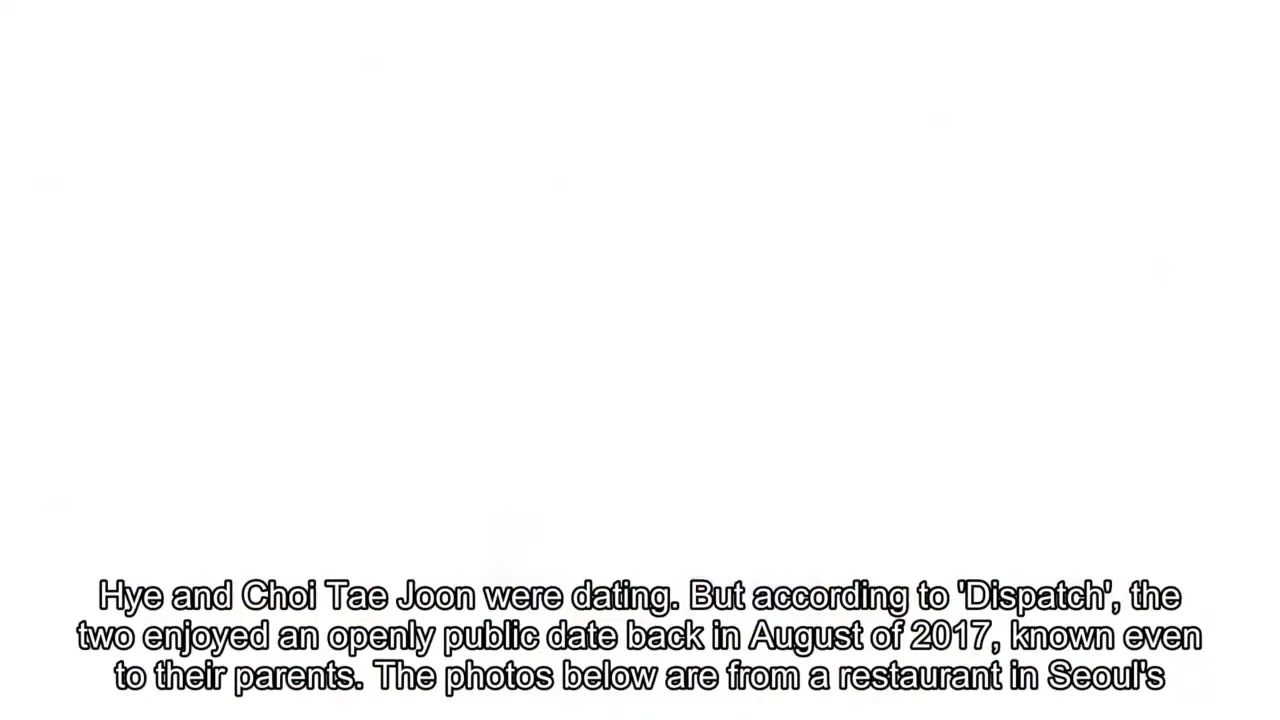 Hye and Choi Tae Joon were dating. But according to 'Dispatch', the
two enjoyed an openly public date back in August of 2017, known even
to their parents. The photos below are from a restaurant in Seoul's